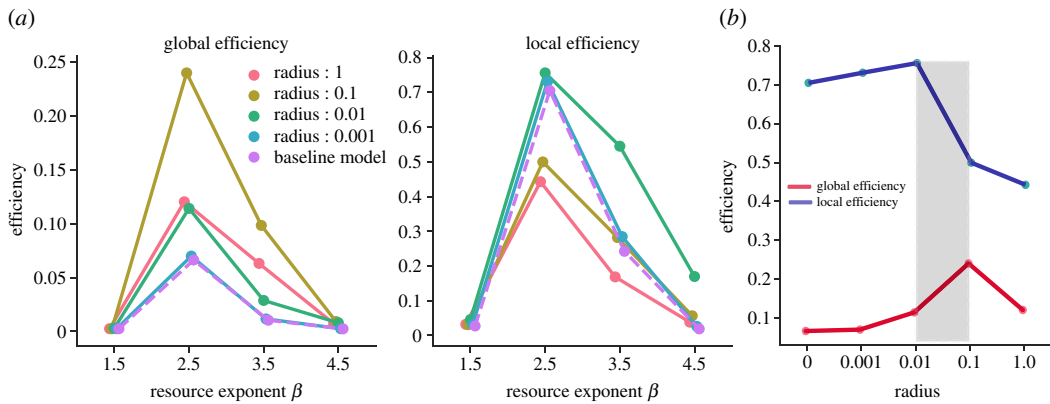 (a)
global efficiency
efficiency
0.25
0.20
0.15
0.10
0.05
0
1.5 2.5 3.5 4.5
resource exponent β
radius : 1
radius : 0.1
radius : 0.01
radius : 0.001
baseline model
local efficiency
0.8
0.7
0.6
0.5
0.4
0.3
0.2
0.1
0
1.5 2.5 3.5 4.5
resource exponent β
(b)
efficiency
0.8
0.7
0.6
0.5
0.4
0.3
0.2
0.1
global efficiency
local efficiency
0 0.001 0.01 0.1 1.0
radius